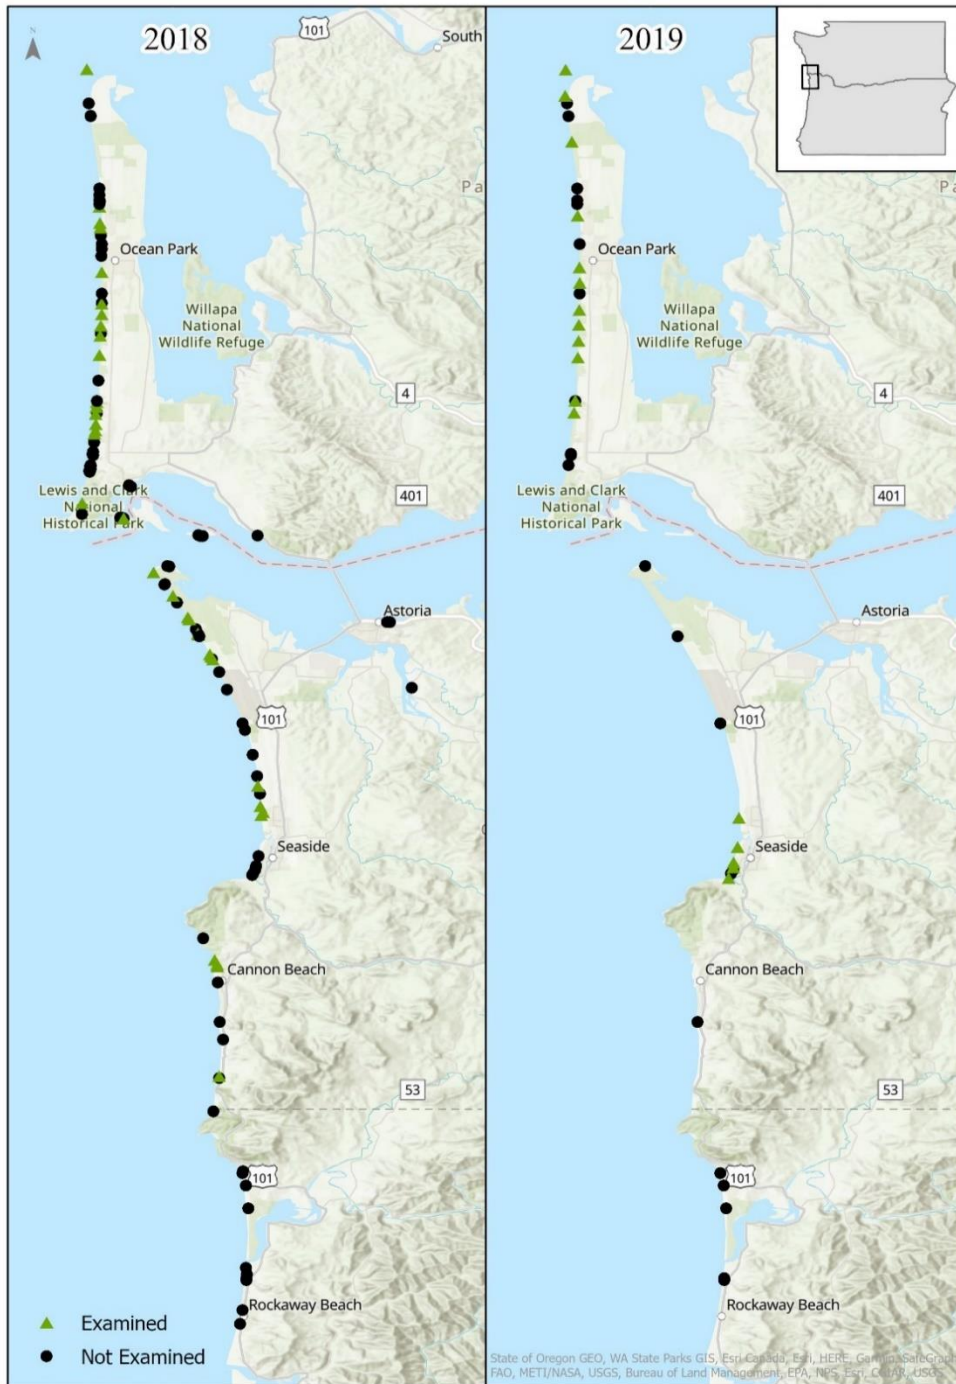 2018
101
South
Pa
Ocean Park
Willapa
National
Wildlife Refuge
4
Lewis and Clark
National
Historical Park
401
Astoria
101
Seaside
Cannon Beach
53
101
Rockaway Beach
Examined
Not Examined
2019
Pa
Ocean Park
Willapa
National
Wildlife Refuge
4
Lewis and Clark
National
Historical Park
401
Astoria
101
Seaside
Cannon Beach
53
101
Rockaway Beach
State of Oregon GEO, WA State Parks GIS, Esri Canada, Esri, HERE, Garmin, SafeGraph,
FAO, METI/NASA, USGS, Bureau of Land Management, EPA, NPS, Esri, CGIAR, USGS
N